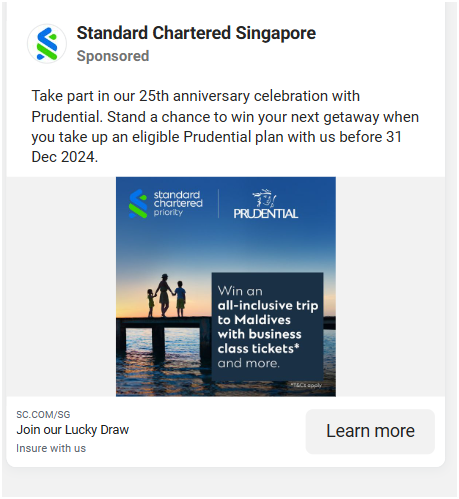 Standard Chartered Singapore
Sponsored
Take part in our 25th anniversary celebration with
Prudential. Stand a chance to win your next getaway when
you take up an eligible Prudential plan with us before 31
Dec 2024.
standard
chartered
priority
PRUDENTIAL
Win an
all-inclusive trip
to Maldives
with business
class tickets*
and more.
*T&Cs apply
SC.COM/SG
Join our Lucky Draw
Insure with us
Learn more